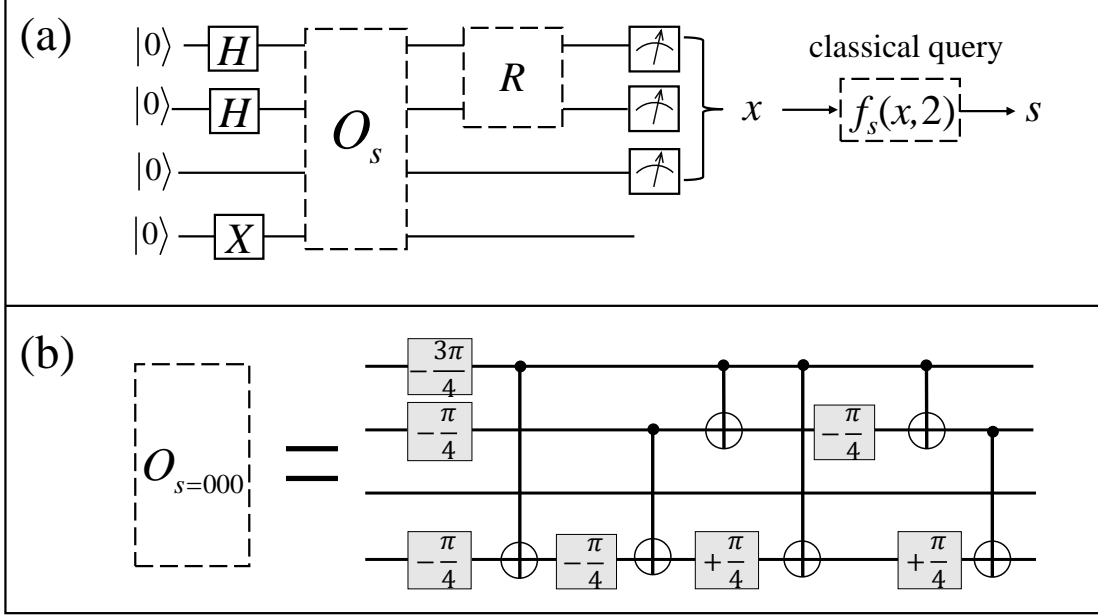 (a)
|0⟩ H
|0⟩ H
|0⟩
|0⟩ X
O_s
R
x
classical query
f_s(x,2)
s
(b)
O_{s=000}
=
−3π/4
−π/4
−π/4
−π/4
−π/4
+π/4
+π/4